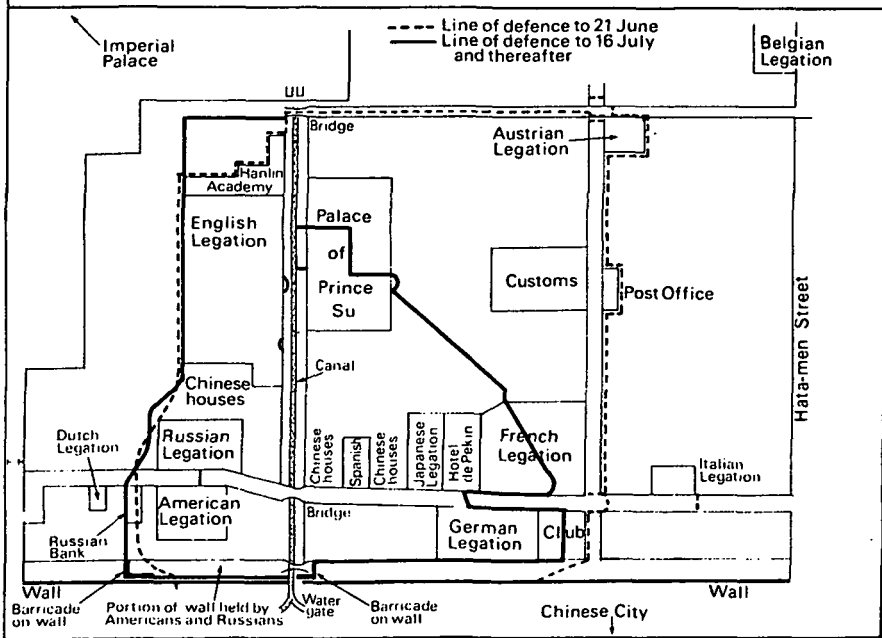 Imperial
Palace
Line of defence to 21 June
Line of defence to 16 July
and thereafter
Belgian
Legation
Bridge
Austrian
Legation
Hanlin
Academy
English
Legation
Palace
of
Prince
Su
Customs
Post Office
Hata-men Street
Canal
Chinese
houses
Dutch
Legation
Russian
Legation
Chinese
houses
Spanish
Chinese
houses
Japanese
Legation
Hotel
de Pekin
French
Legation
Italian
Legation
American
Legation
Bridge
German
Legation
Club
Russian
Bank
Wall
Wall
Barricade
on wall
Portion of wall held by
Americans and Russians
Water
gate
Barricade
on wall
Chinese City